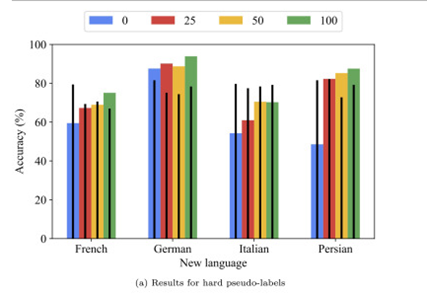 0 25 50 100
Accuracy (%)
100
80
60
40
20
0
French German Italian Persian
New language
(a) Results for hard pseudo-labels